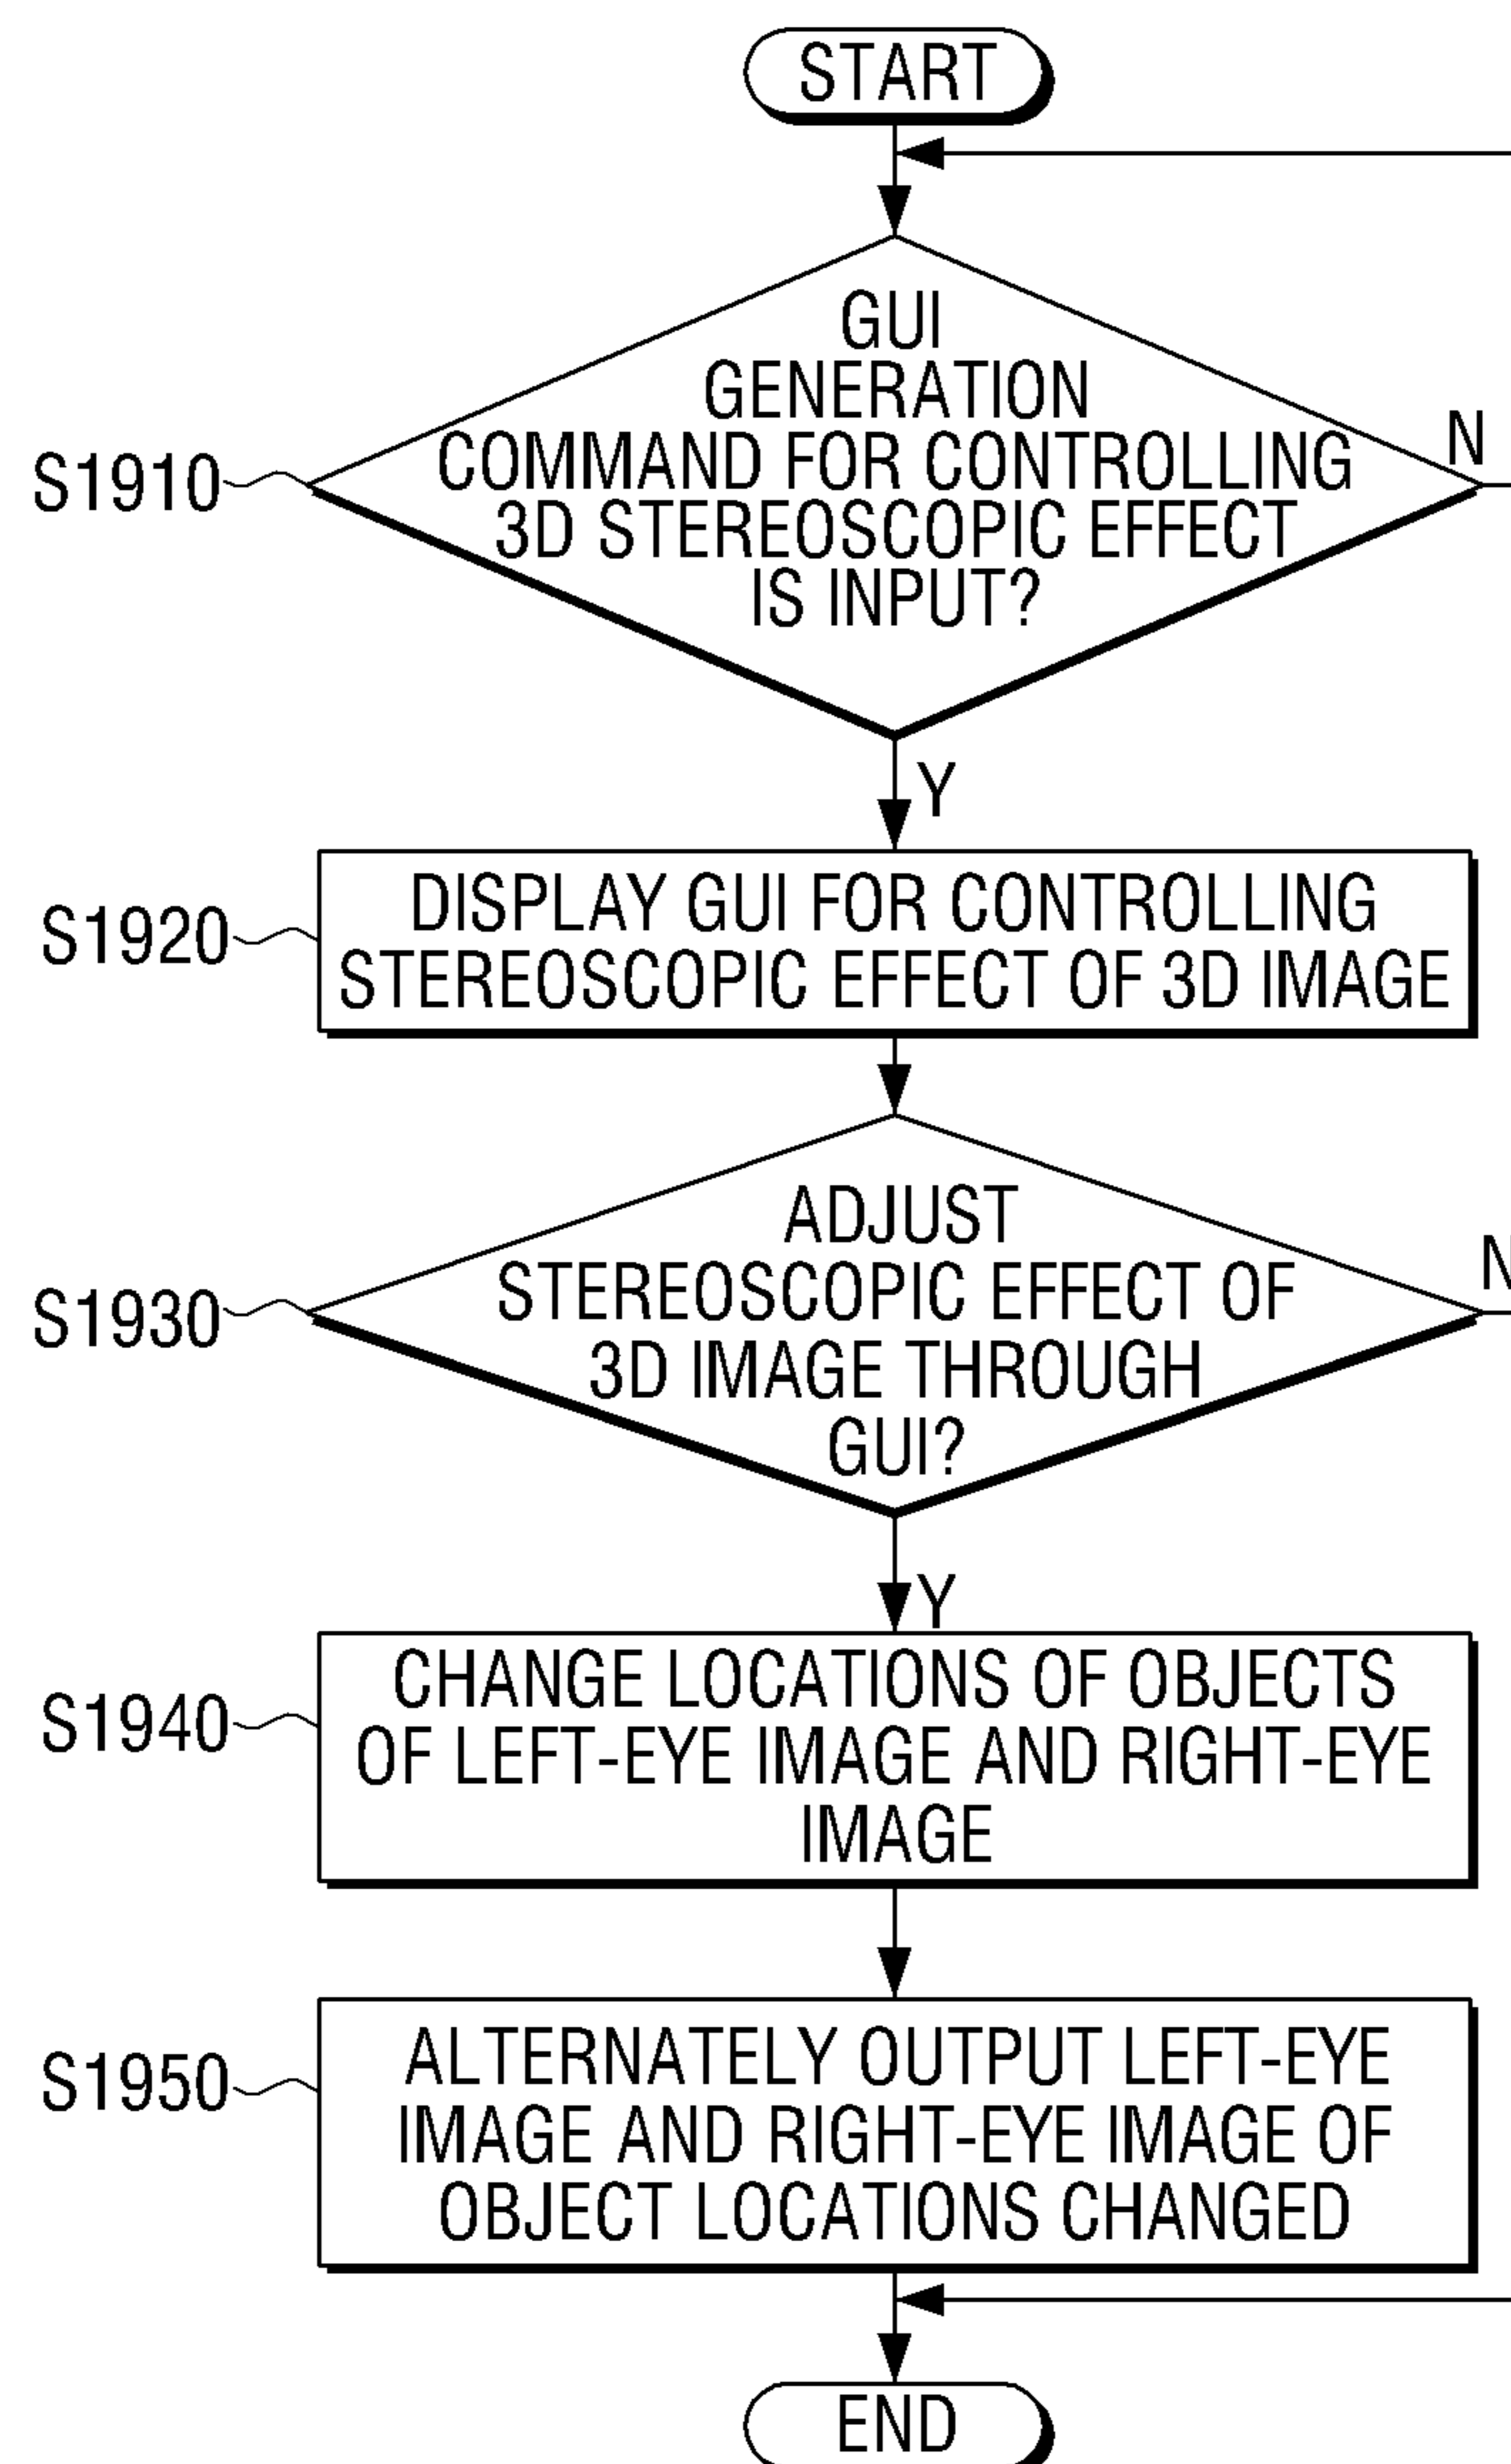 START
GUI
GENERATION
COMMAND FOR CONTROLLING
3D STEREOSCOPIC EFFECT
IS INPUT?
N
S1910
Y
DISPLAY GUI FOR CONTROLLING
STEREOSCOPIC EFFECT OF 3D IMAGE
S1920
ADJUST
STEREOSCOPIC EFFECT OF
3D IMAGE THROUGH
GUI?
N
S1930
Y
CHANGE LOCATIONS OF OBJECTS
OF LEFT-EYE IMAGE AND RIGHT-EYE
IMAGE
S1940
ALTERNATELY OUTPUT LEFT-EYE
IMAGE AND RIGHT-EYE IMAGE OF
OBJECT LOCATIONS CHANGED
S1950
END